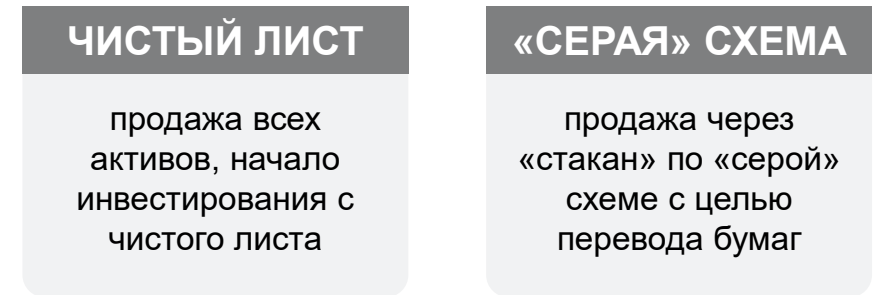 ЧИСТЫЙ ЛИСТ
продажа всех
активов, начало
инвестирования с
чистого листа
«СЕРАЯ» СХЕМА
продажа через
«стакан» по «серой»
схеме с целью
перевода бумаг